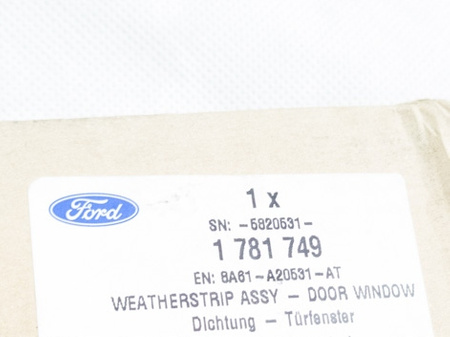 Ford
1 x
SN: -5820531-
1 781 749
EN: 8A61-A20531-AT
WEATHERSTRIP ASSY - DOOR WINDOW
Dichtung - Türfenster